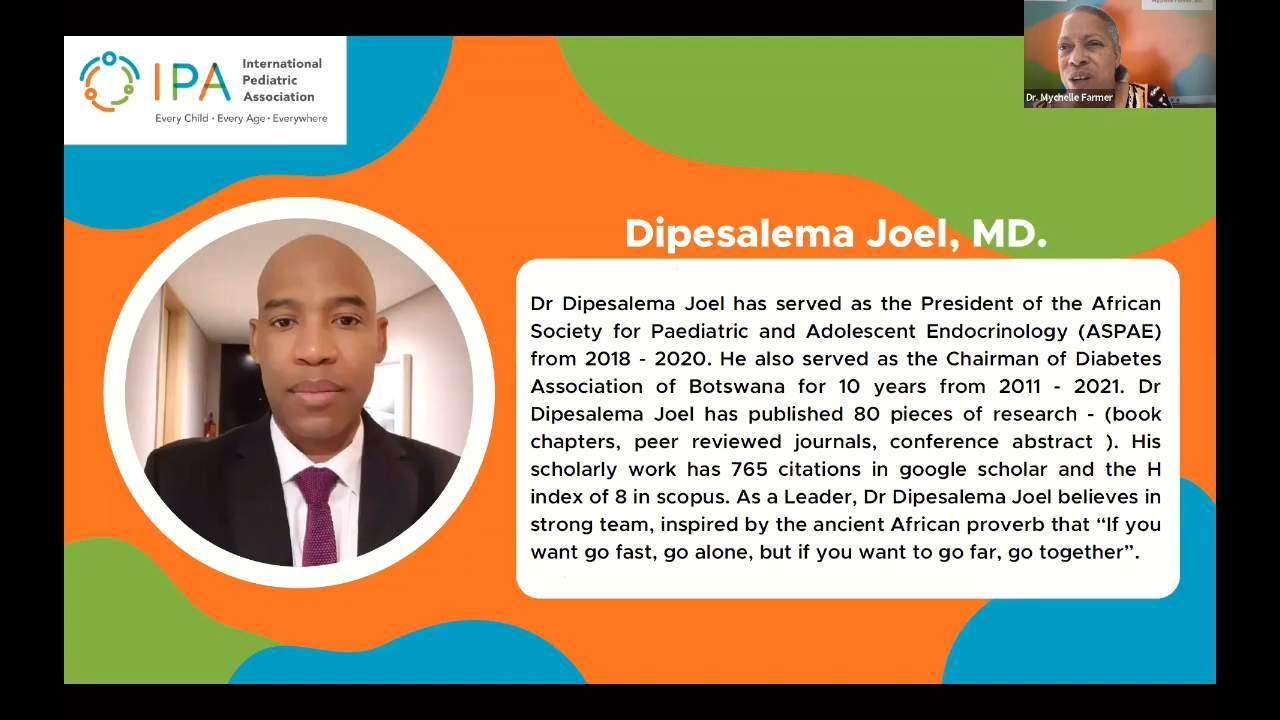 IPA
International
Pediatric
Association
Every Child · Every Age · Everywhere
Dr. Mychelle Farmer
Dipesalema Joel, MD.
Dr Dipesalema Joel has served as the President of the African
Society for Paediatric and Adolescent Endocrinology (ASPAE)
from 2018 - 2020. He also served as the Chairman of Diabetes
Association of Botswana for 10 years from 2011 - 2021. Dr
Dipesalema Joel has published 80 pieces of research - (book
chapters, peer reviewed journals, conference abstract ). His
scholarly work has 765 citations in google scholar and the H
index of 8 in scopus. As a Leader, Dr Dipesalema Joel believes in
strong team, inspired by the ancient African proverb that “If you
want go fast, go alone, but if you want to go far, go together”.